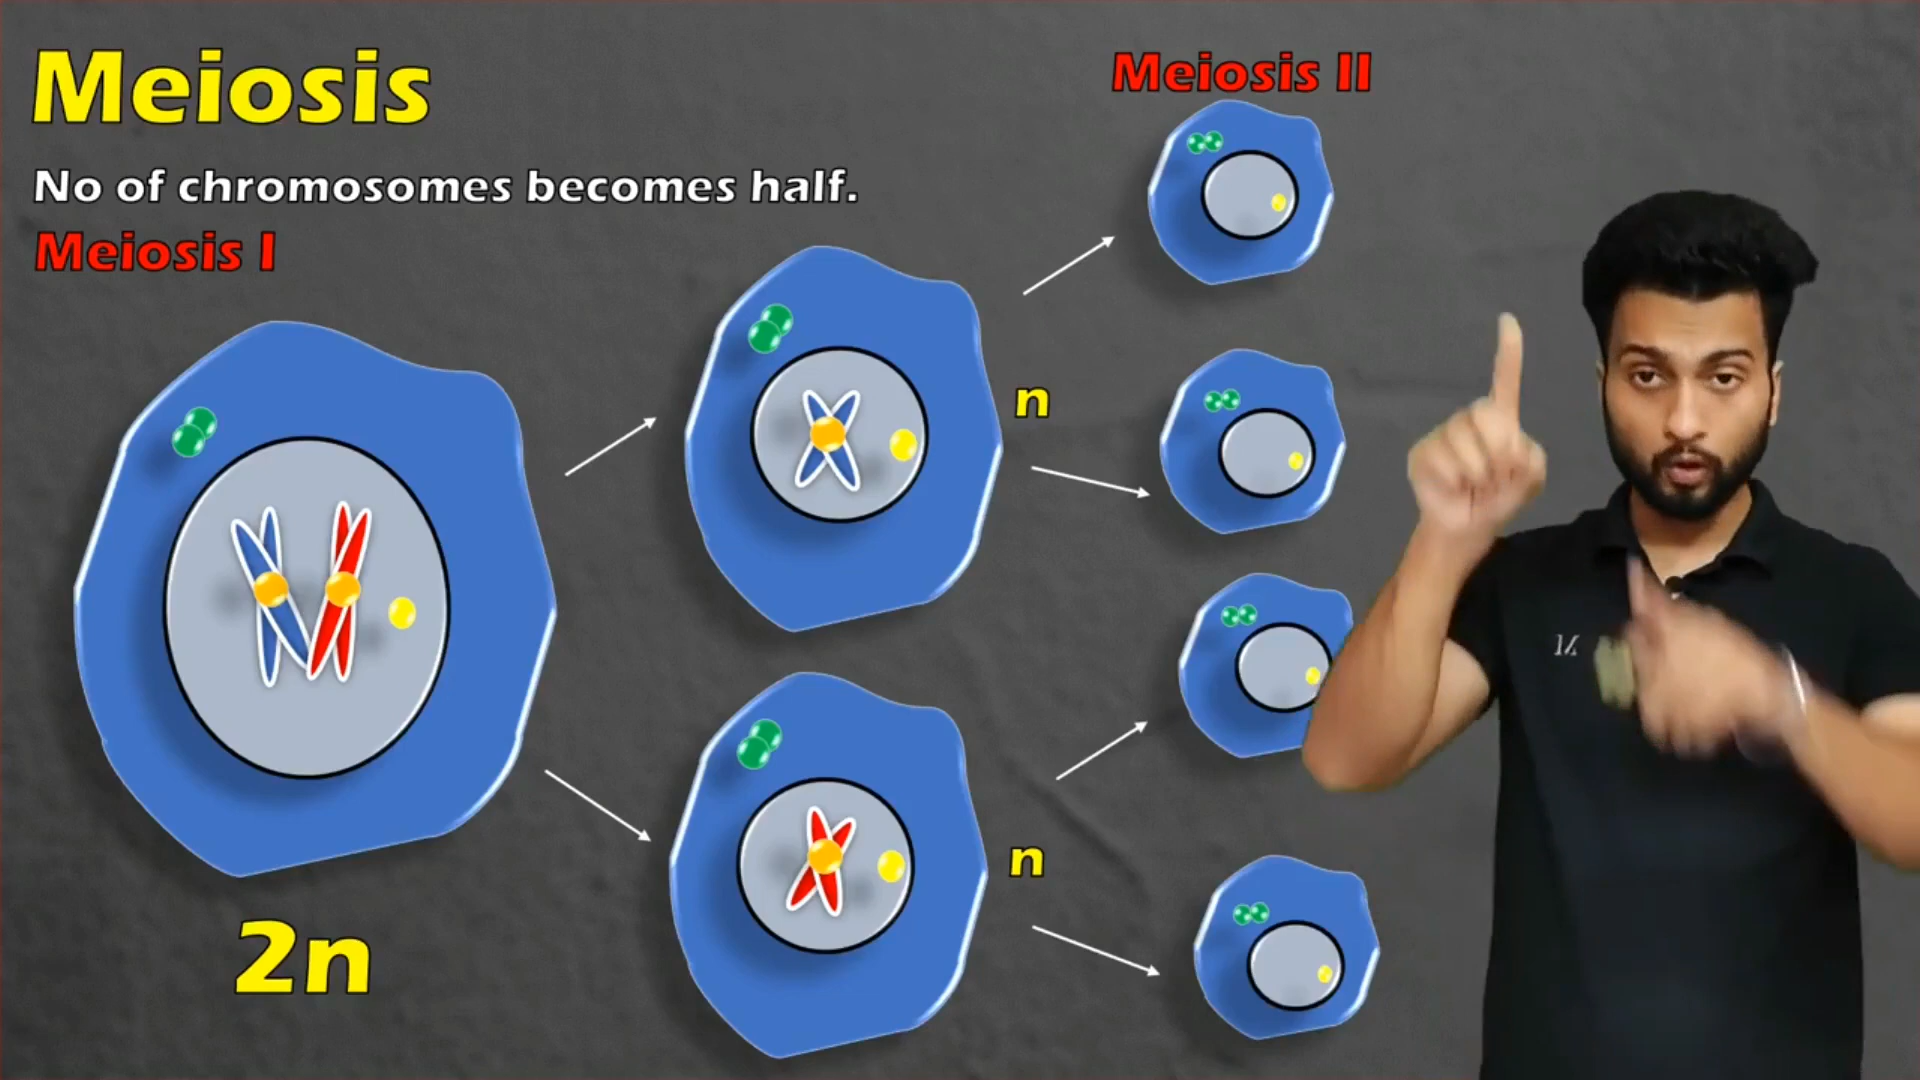 Meiosis
No of chromosomes becomes half.
Meiosis I
Meiosis II
2n
n
n